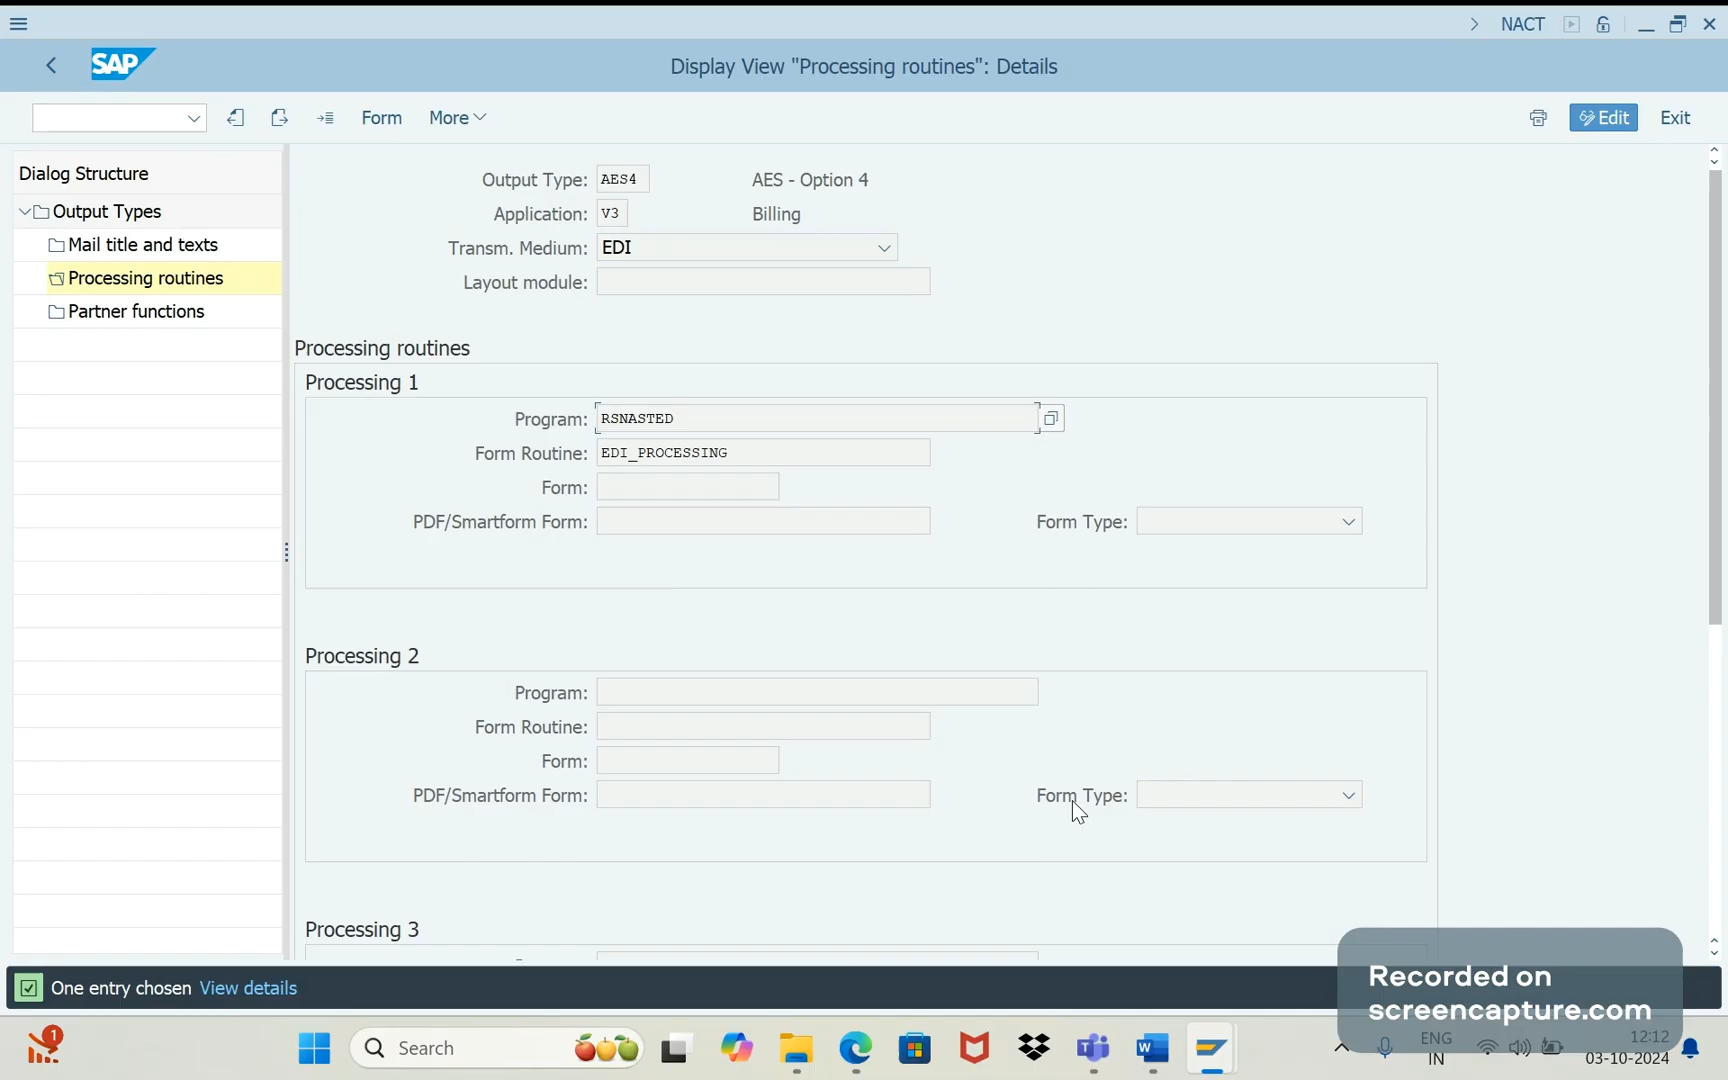 NACT
SAP
Display View "Processing routines": Details
Form
More
Edit
Exit
Dialog Structure
Output Types
Mail title and texts
Processing routines
Partner functions
Output Type: AES4 AES - Option 4
Application: V3 Billing
Transm. Medium: EDI
Layout module:
Processing routines
Processing 1
Program: RSNASTED
Form Routine: EDI_PROCESSING
Form:
PDF/Smartform Form: Form Type:
Processing 2
Program:
Form Routine:
Form:
PDF/Smartform Form: Form Type:
Processing 3
One entry chosen View details
Recorded on
screencapture.com
1
Search
ENG
IN
12:12
03-10-2024